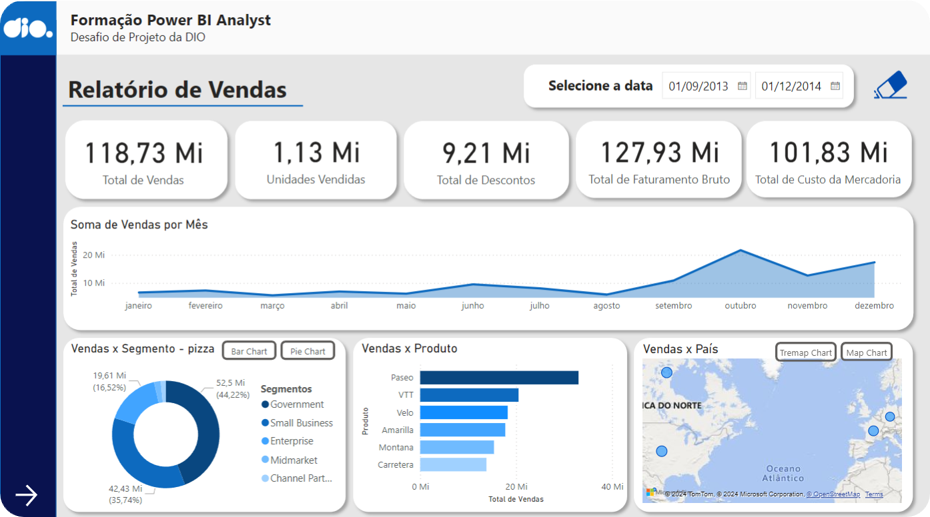 dio.
Formação Power BI Analyst
Desafio de Projeto da DIO
Relatório de Vendas
Selecione a data
01/09/2013
01/12/2014
118,73 Mi
Total de Vendas
1,13 Mi
Unidades Vendidas
9,21 Mi
Total de Descontos
127,93 Mi
Total de Faturamento Bruto
101,83 Mi
Total de Custo da Mercadoria
Soma de Vendas por Mês
Total de Vendas
20 Mi
10 Mi
janeiro fevereiro março abril maio junho julho agosto setembro outubro novembro dezembro
Vendas x Segmento - pizza
Bar Chart
Pie Chart
19,61 Mi
(16,52%)
52,5 Mi
(44,22%)
42,43 Mi
(35,74%)
Segmentos
Government
Small Business
Enterprise
Midmarket
Channel Part...
Vendas x Produto
Produto
Paseo
VTT
Velo
Amarilla
Montana
Carretera
0 Mi 20 Mi 40 Mi
Total de Vendas
Vendas x País
Tremap Chart
Map Chart
ICA DO NORTE
Oceano
Atlântico
© 2024 TomTom, © 2024 Microsoft Corporation, © OpenStreetMap Terms